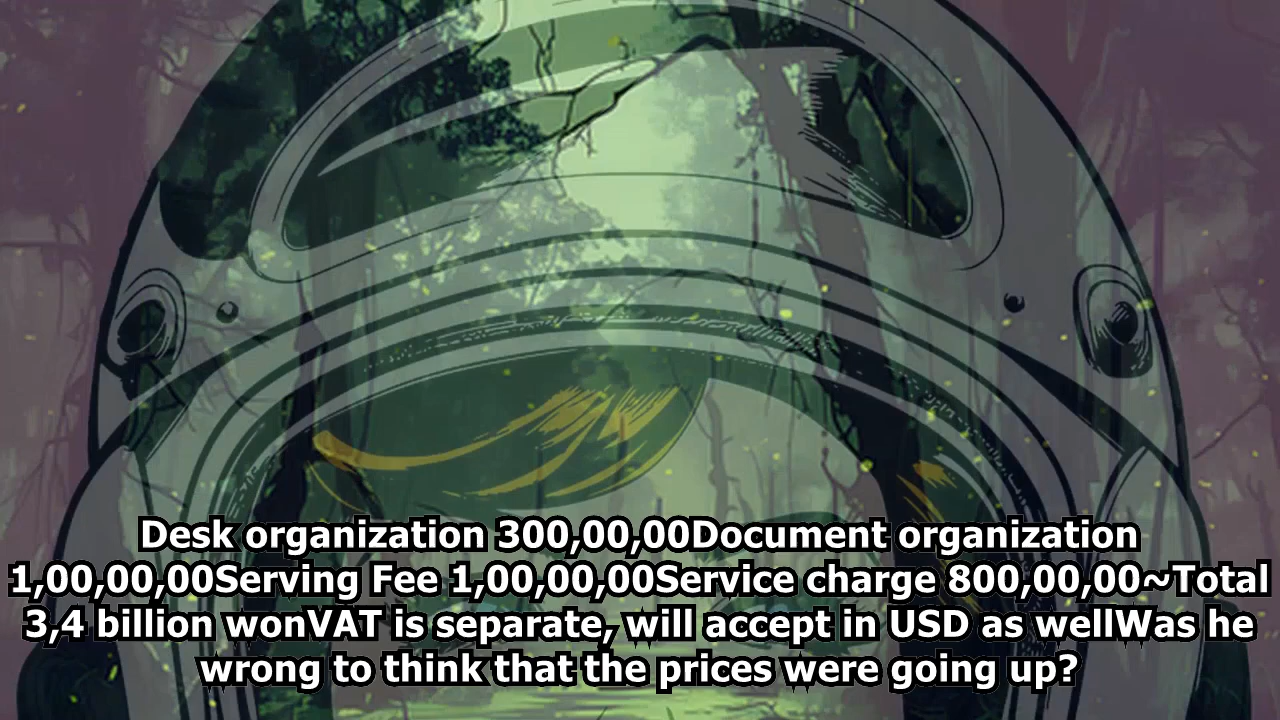 Desk organization 300,00,00Document organization
1,00,00,00Serving Fee 1,00,00,00Service charge 800,00,00~Total
3,4 billion wonVAT is separate, will accept in USD as wellWas he
wrong to think that the prices were going up?